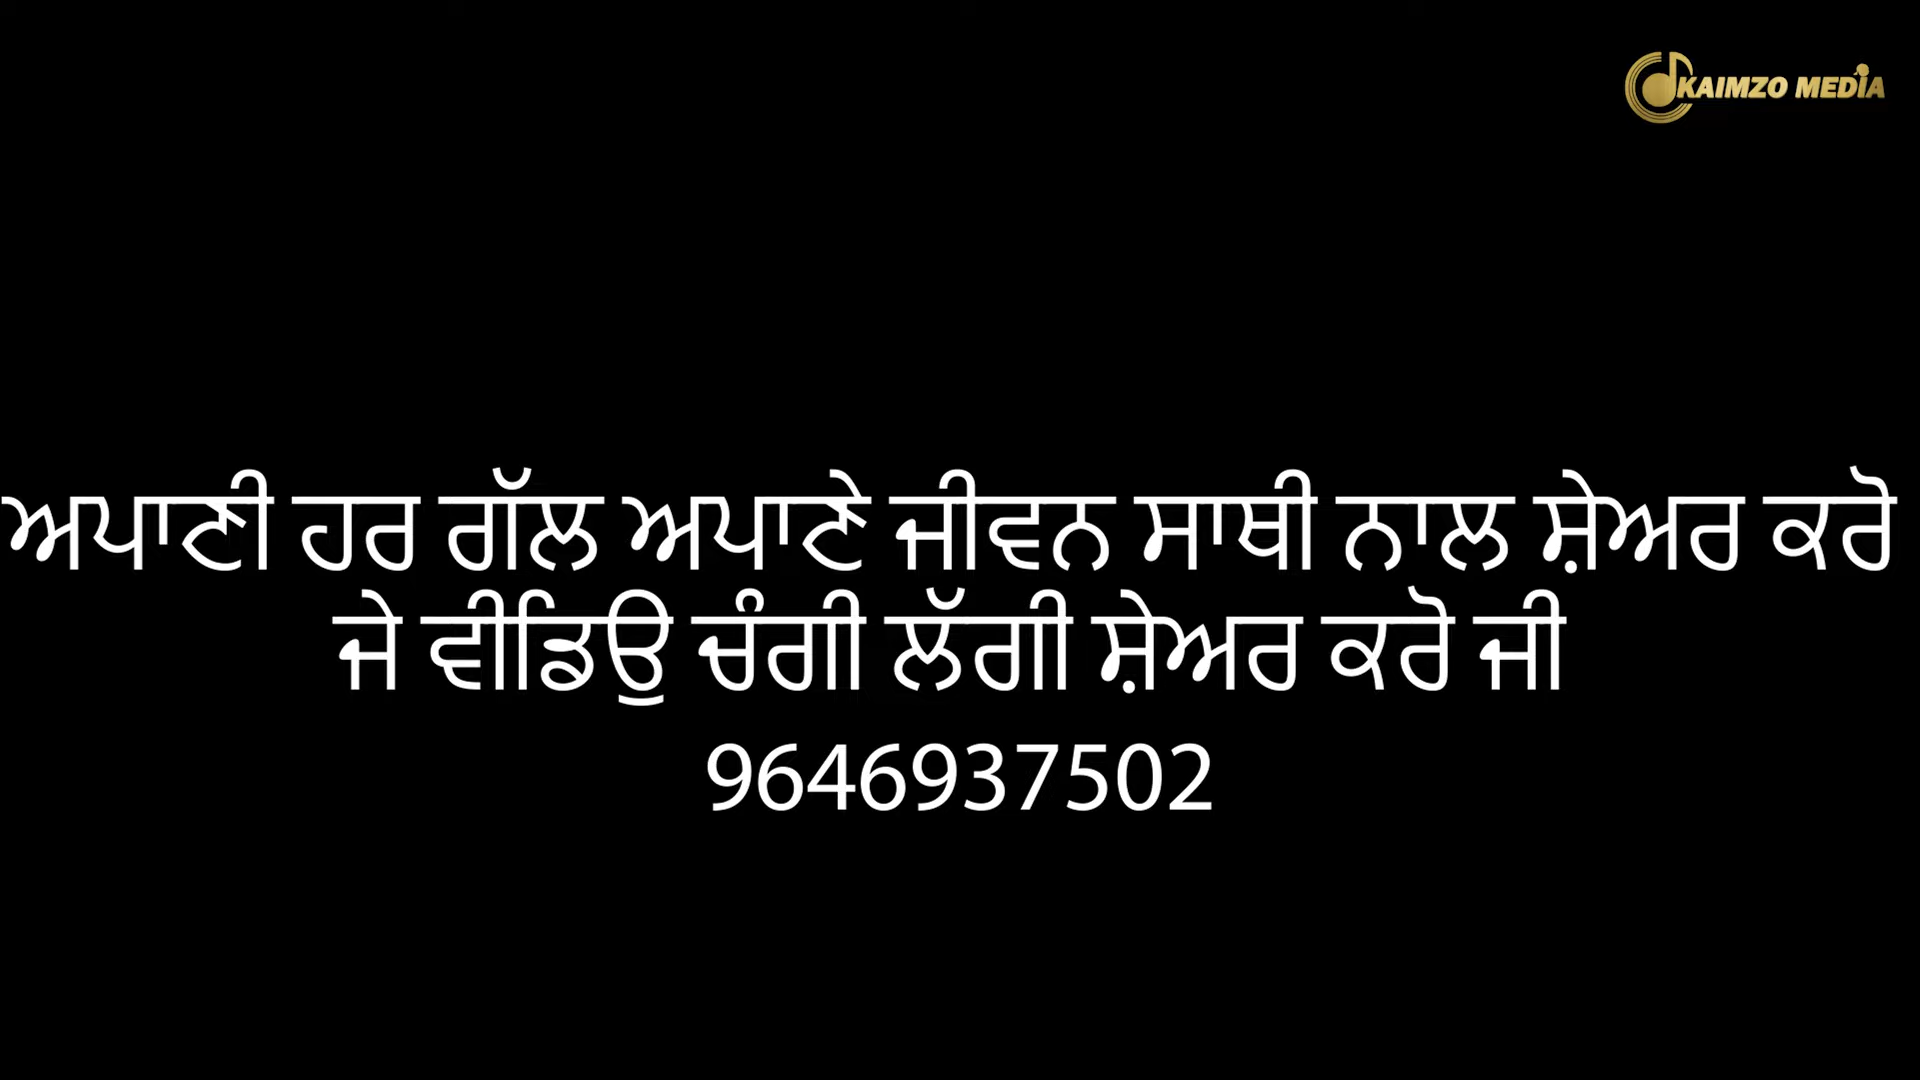 KAIMZO MEDIA
ਅਪਾਣੀ ਹਰ ਗੱਲ ਅਪਾਣੇ ਜੀਵਨ ਸਾਥੀ ਨਾਲ ਸ਼ੇਅਰ ਕਰੋ
ਜੇ ਵੀਡਿਉ ਚੰਗੀ ਲੱਗੀ ਸ਼ੇਅਰ ਕਰੋ ਜੀ
9646937502